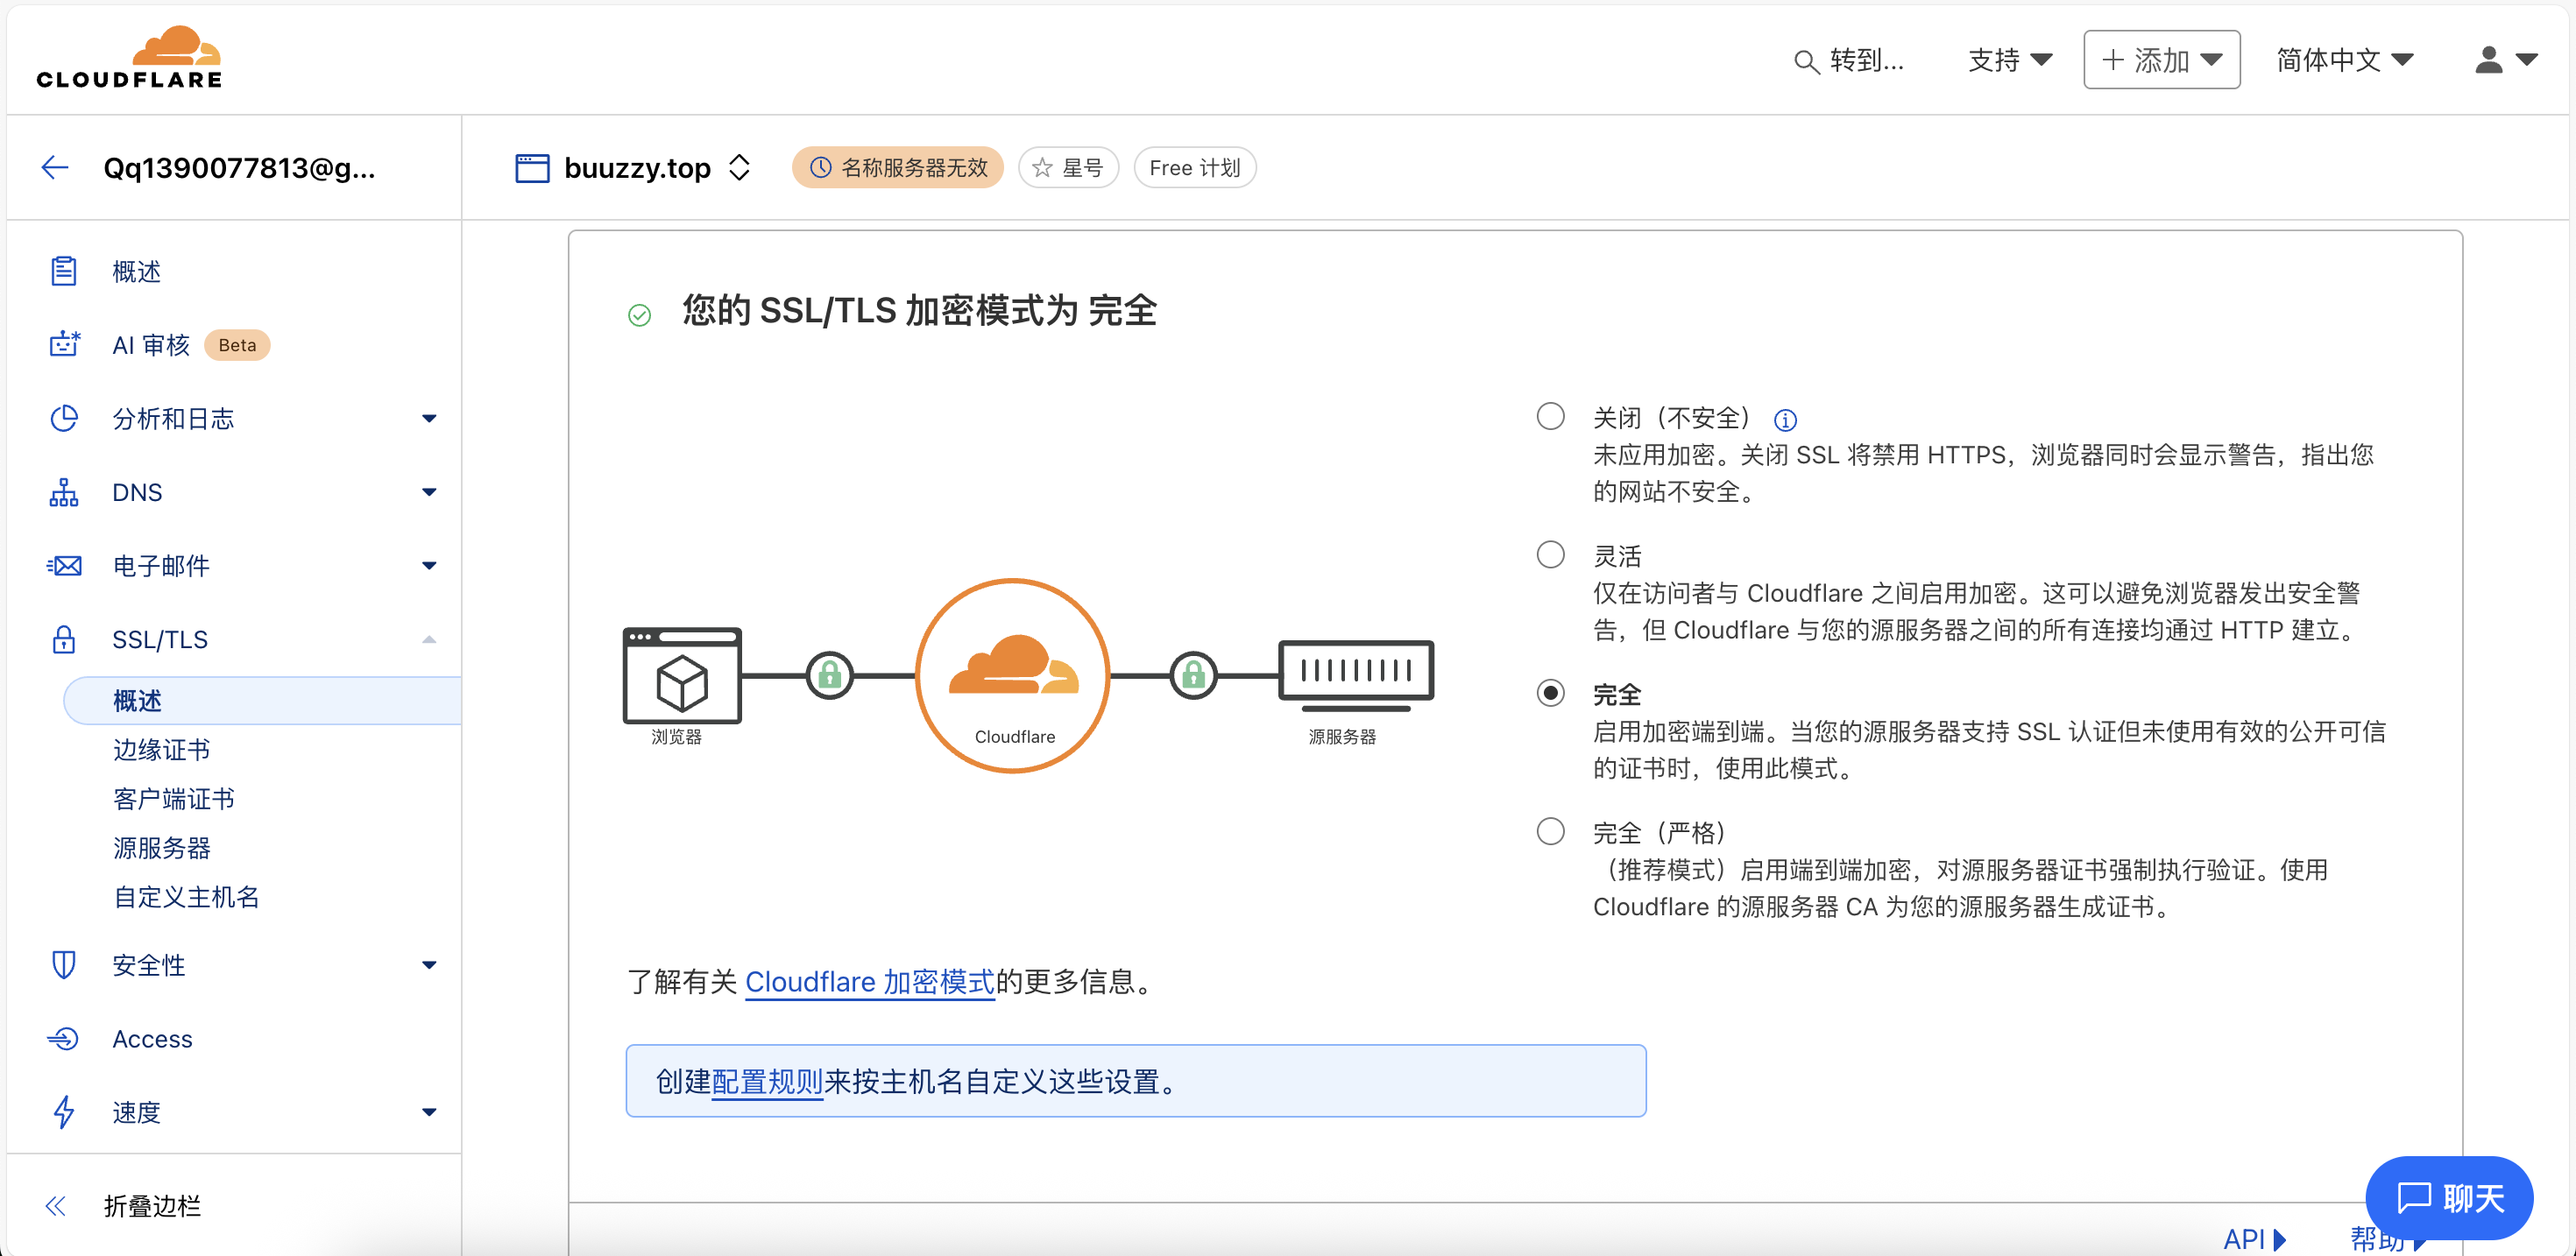 CLOUDFLARE
转到...
支持
添加
简体中文
Qq1390077813@g...
buuzzy.top
名称服务器无效
星号
Free 计划
概述
AI 审核
Beta
分析和日志
DNS
电子邮件
SSL/TLS
概述
边缘证书
客户端证书
源服务器
自定义主机名
安全性
Access
速度
折叠边栏
您的 SSL/TLS 加密模式为 完全
浏览器
Cloudflare
源服务器
关闭（不安全）
未应用加密。关闭 SSL 将禁用 HTTPS，浏览器同时会显示警告，指出您
的网站不安全。
灵活
仅在访问者与 Cloudflare 之间启用加密。这可以避免浏览器发出安全警
告，但 Cloudflare 与您的源服务器之间的所有连接均通过 HTTP 建立。
完全
启用加密端到端。当您的源服务器支持 SSL 认证但未使用有效的公开可信
的证书时，使用此模式。
完全（严格）
（推荐模式）启用端到端加密，对源服务器证书强制执行验证。使用
Cloudflare 的源服务器 CA 为您的源服务器生成证书。
了解有关 Cloudflare 加密模式的更多信息。
创建配置规则来按主机名自定义这些设置。
API
帮助
聊天